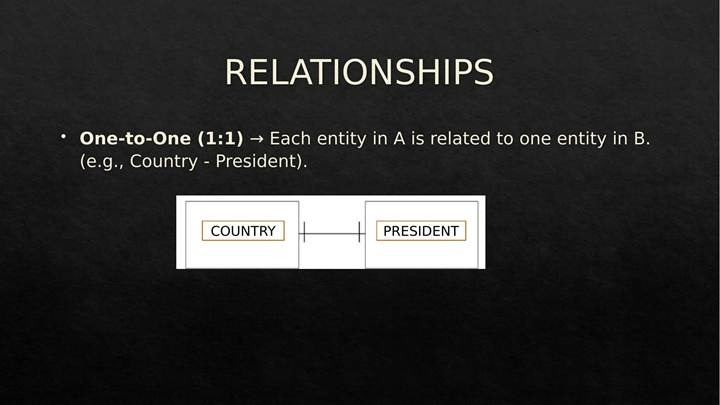 RELATIONSHIPS
• One-to-One (1:1) → Each entity in A is related to one entity in B.
(e.g., Country - President).
COUNTRY PRESIDENT